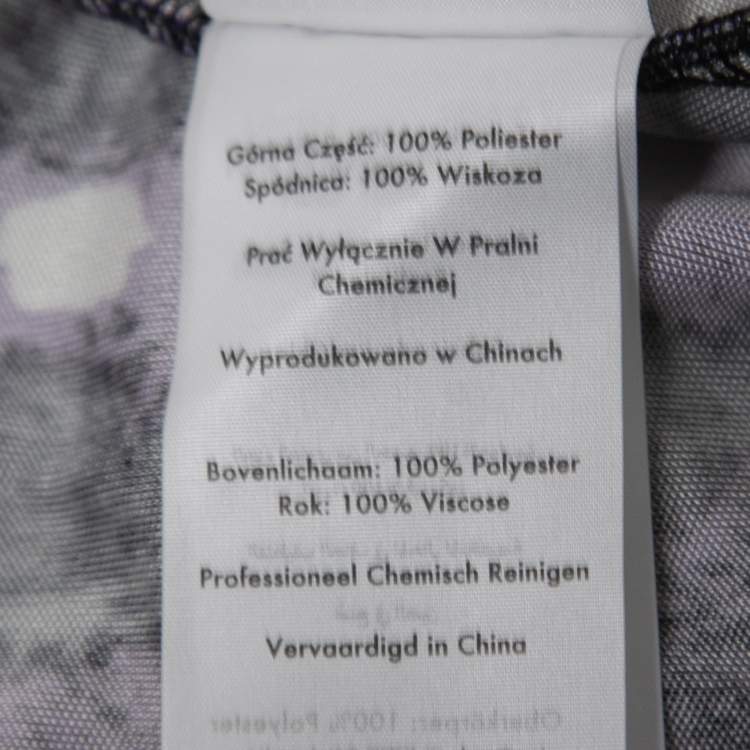 Górna Część: 100% Poliester
Spódnica: 100% Wiskoza
Prać Wyłącznie W Pralni
Chemicznej
Wyprodukowano w Chinach
Bovenlichaam: 100% Polyester
Rok: 100% Viscose
Professioneel Chemisch Reinigen
Vervaardigd in China